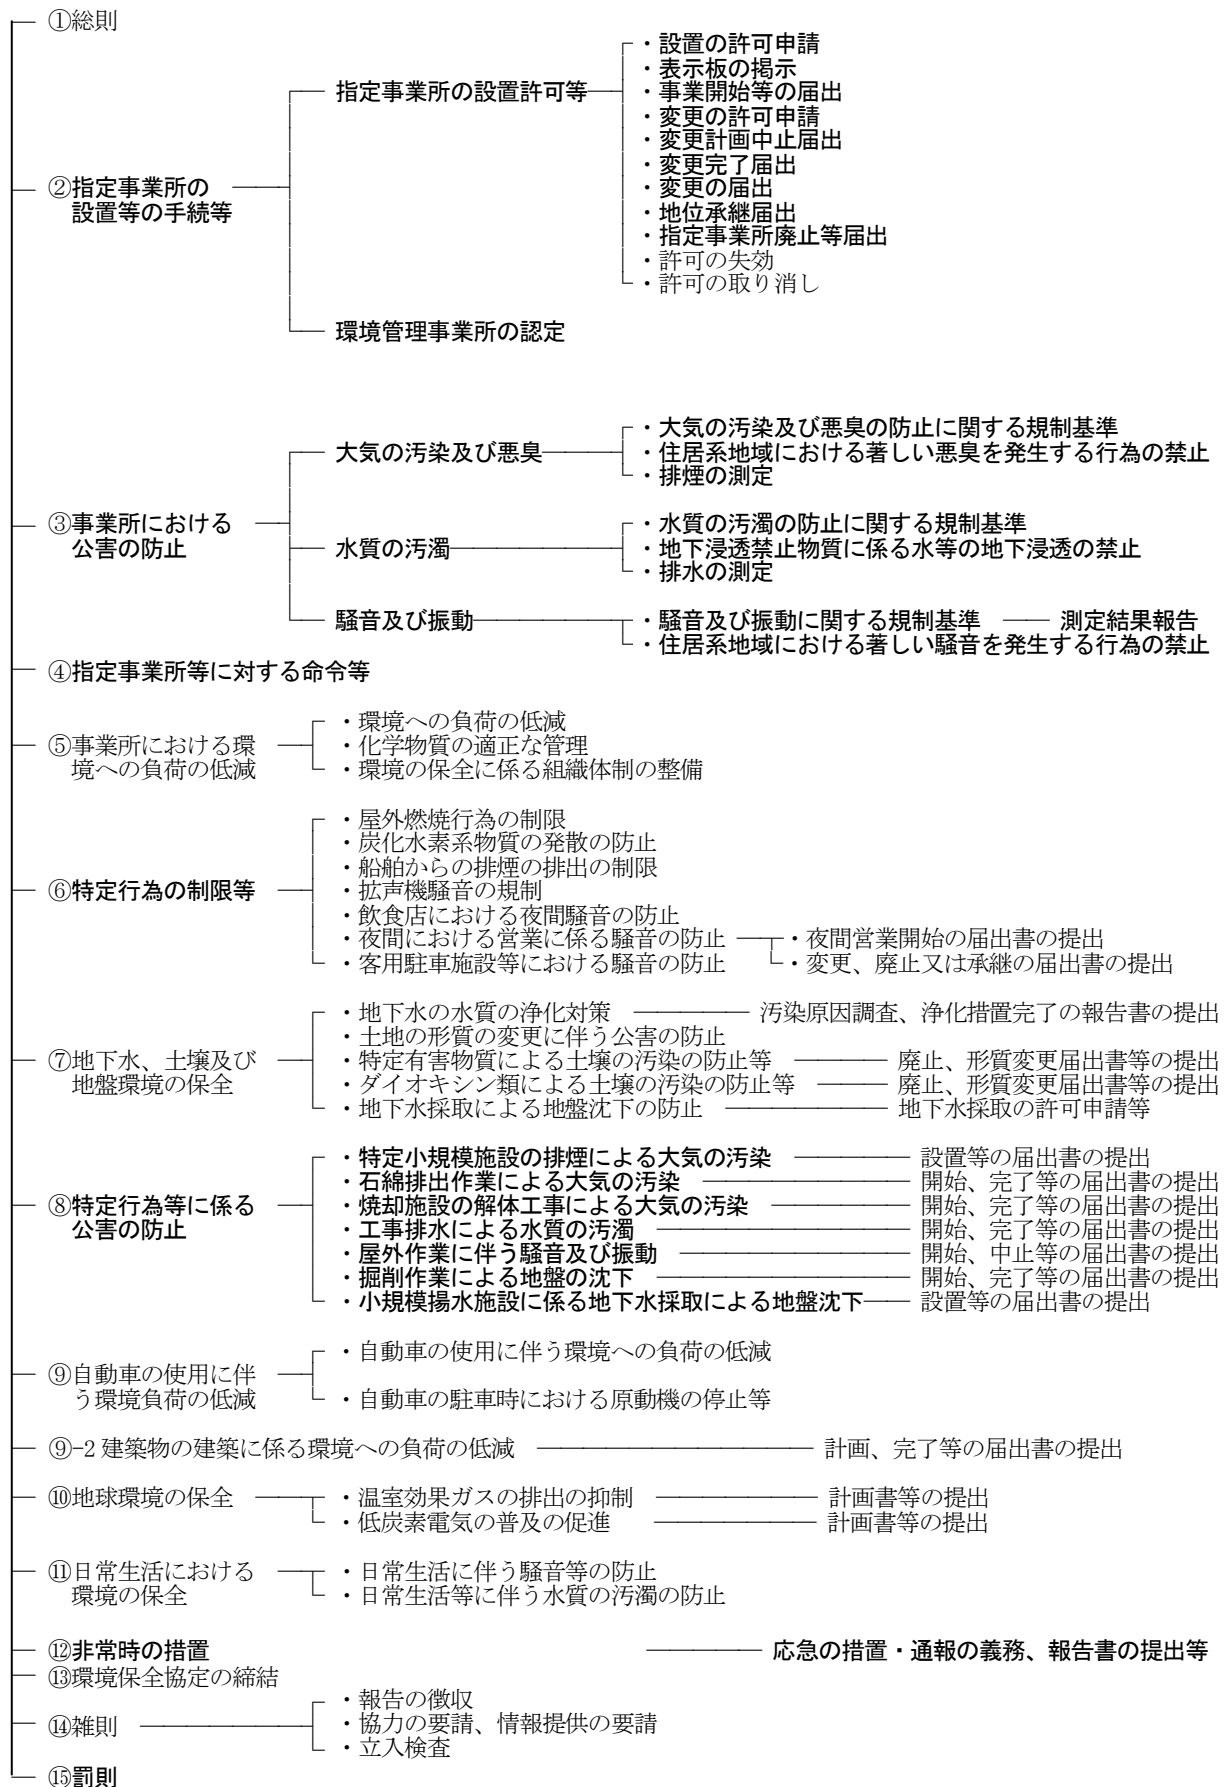 ①総則
・設置の許可申請
・表示板の掲示
指定事業所の設置許可等 ・事業開始等の届出
・変更の許可申請
・変更計画中止届出
・変更完了届出
②指定事業所の ・変更の届出
設置等の手続等 ・地位承継届出
・指定事業所廃止等届出
・許可の失効
・許可の取り消し
環境管理事業所の認定
・大気の汚染及び悪臭の防止に関する規制基準
大気の汚染及び悪臭 ・住居系地域における著しい悪臭を発生する行為の禁止
・排煙の測定
③事業所における ・水質の汚濁の防止に関する規制基準
公害の防止 水質の汚濁 ・地下浸透禁止物質に係る水等の地下浸透の禁止
・排水の測定
騒音及び振動 ・騒音及び振動に関する規制基準 測定結果報告
・住居系地域における著しい騒音を発生する行為の禁止
④指定事業所等に対する命令等
・環境への負荷の低減
⑤事業所における環 ・化学物質の適正な管理
境への負荷の低減 ・環境の保全に係る組織体制の整備
・屋外燃焼行為の制限
・炭化水素系物質の発散の防止
・船舶からの排煙の排出の制限
⑥特定行為の制限等 ・拡声機騒音の規制
・飲食店における夜間騒音の防止
・夜間における営業に係る騒音の防止 ・夜間営業開始の届出書の提出
・客用駐車施設等における騒音の防止 ・変更、廃止又は承継の届出書の提出
・地下水の水質の浄化対策 汚染原因調査、浄化措置完了の報告書の提出
・土地の形質の変更に伴う公害の防止
⑦地下水、土壌及び ・特定有害物質による土壌の汚染の防止等 廃止、形質変更届出書等の提出
地盤環境の保全 ・ダイオキシン類による土壌の汚染の防止等 廃止、形質変更届出書等の提出
・地下水採取による地盤沈下の防止 地下水採取の許可申請等
・特定小規模施設の排煙による大気の汚染 設置等の届出書の提出
・石綿排出作業による大気の汚染 開始、完了等の届出書の提出
⑧特定行為等に係る ・焼却施設の解体工事による大気の汚染 開始、完了等の届出書の提出
公害の防止 ・工事排水による水質の汚濁 開始、完了等の届出書の提出
・屋外作業に伴う騒音及び振動 開始、中止等の届出書の提出
・掘削作業による地盤の沈下 開始、完了等の届出書の提出
・小規模揚水施設に係る地下水採取による地盤沈下 設置等の届出書の提出
・自動車の使用に伴う環境への負荷の低減
⑨自動車の使用に伴
う環境負荷の低減 ・自動車の駐車時における原動機の停止等
⑨-2 建築物の建築に係る環境への負荷の低減 計画、完了等の届出書の提出
⑩地球環境の保全 ・温室効果ガスの排出の抑制 計画書等の提出
・低炭素電気の普及の促進 計画書等の提出
⑪日常生活における ・日常生活に伴う騒音等の防止
環境の保全 ・日常生活等に伴う水質の汚濁の防止
⑫非常時の措置 応急の措置・通報の義務、報告書の提出等
⑬環境保全協定の締結
・報告の徴収
⑭雑則 ・協力の要請、情報提供の要請
・立入検査
⑮罰則